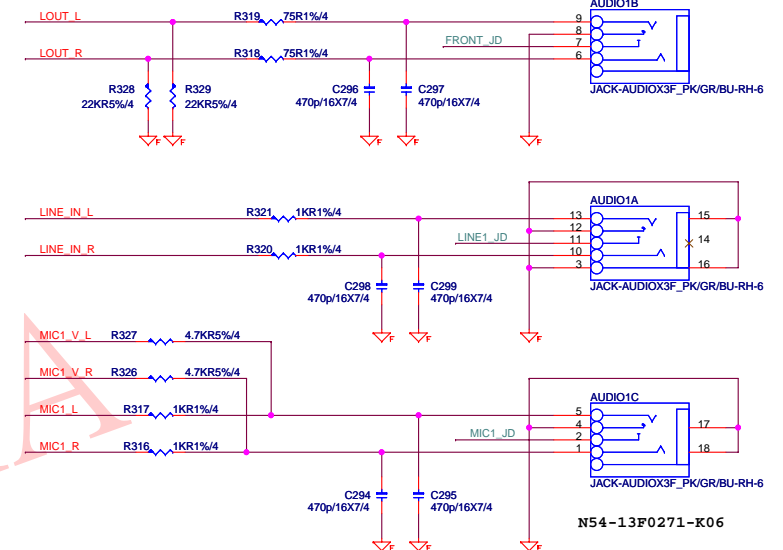 AUDIO1B
LOUT_L R319 75R1%/4 9
8
FRONT_JD 7
LOUT_R R318 75R1%/4 6
R328 R329 C296 C297
22KR5%/4 22KR5%/4 470p/16X7/4 470p/16X7/4
JACK-AUDIOX3F_PK/GR/BU-RH-6
F F F F F
AUDIO1A
LINE_IN_L R321 1KR1%/4 13 15
12
LINE1_JD 11 14
LINE_IN_R R320 1KR1%/4 10
3 16
C298 C299
470p/16X7/4 470p/16X7/4
JACK-AUDIOX3F_PK/GR/BU-RH-6
F F F
MIC1_V_L R327 4.7KR5%/4
MIC1_V_R R326 4.7KR5%/4
AUDIO1C
MIC1_L R317 1KR1%/4 5
4 17
MIC1_JD 2
MIC1_R R316 1KR1%/4 1 18
C294 C295
470p/16X7/4 470p/16X7/4
JACK-AUDIOX3F_PK/GR/BU-RH-6
N54-13F0271-K06
F F F
A